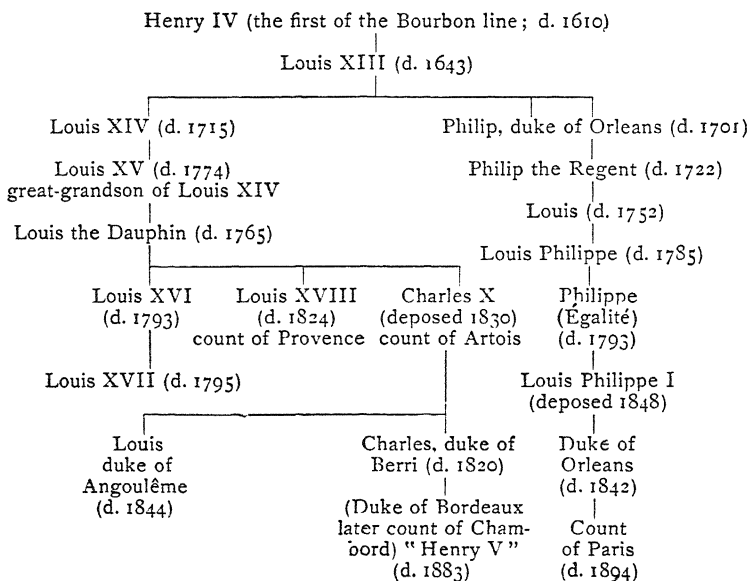 Henry IV (the first of the Bourbon line; d. 1610)
Louis XIII (d. 1643)
Louis XIV (d. 1715)
Philip, duke of Orleans (d. 1701)
Louis XV (d. 1774)
great-grandson of Louis XIV
Philip the Regent (d. 1722)
Louis (d. 1752)
Louis the Dauphin (d. 1765)
Louis Philippe (d. 1785)
Louis XVI
(d. 1793)
Louis XVIII
(d. 1824)
count of Provence
Charles X
(deposed 1830)
count of Artois
Philippe
(Égalité)
(d. 1793)
Louis XVII (d. 1795)
Louis Philippe I
(deposed 1848)
Louis
duke of
Angoulême
(d. 1844)
Charles, duke of
Berri (d. 1820)
Duke of
Orleans
(d. 1842)
(Duke of Bordeaux
later count of Cham-
bord) "Henry V"
(d. 1883)
Count
of Paris
(d. 1894)